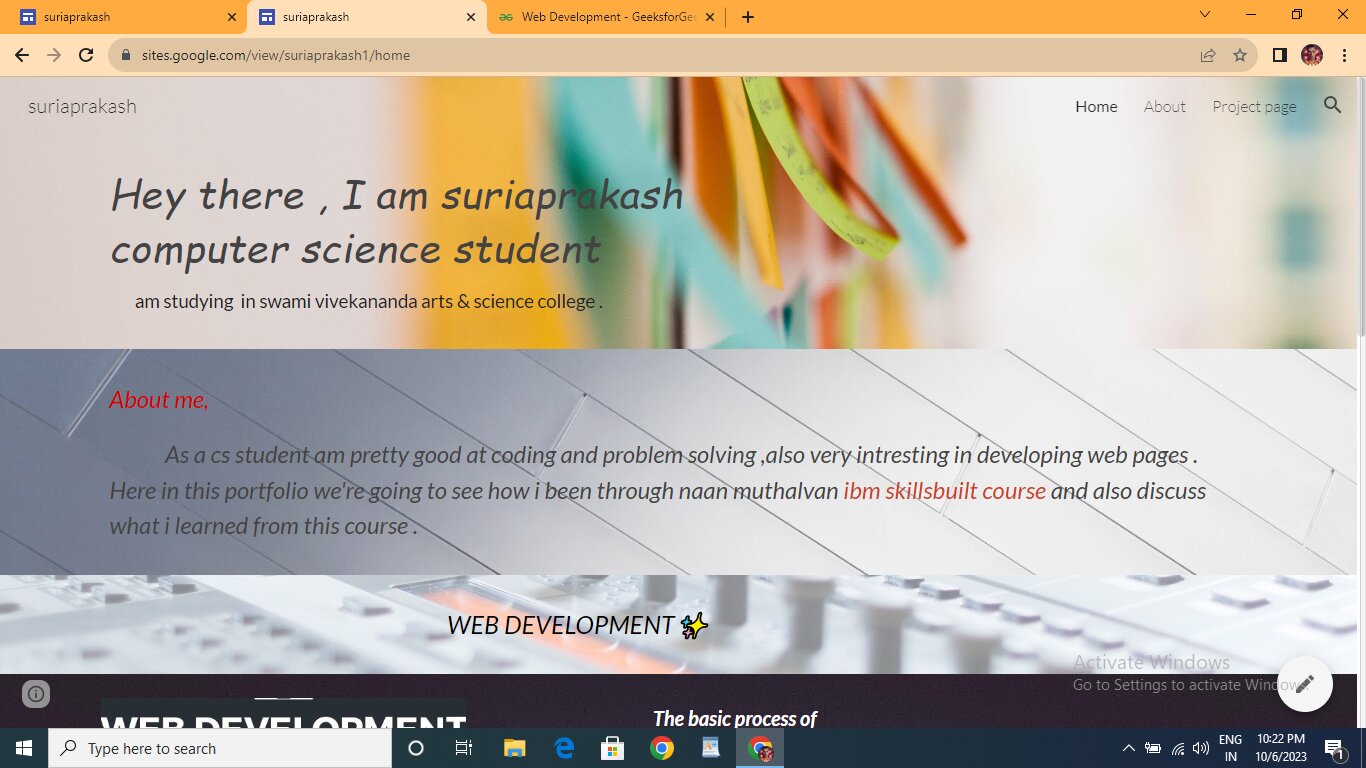 suriaprakash
suriaprakash
Web Development - GeeksforGee
sites.google.com/view/suriaprakash1/home
suriaprakash
Home
About
Project page
Hey there , I am suriaprakash
computer science student
am studying  in swami vivekananda arts & science college .
About me,
As a cs student am pretty good at coding and problem solving ,also very intresting in developing web pages .
Here in this portfolio we're going to see how i been through naan muthalvan ibm skillsbuilt course and also discuss
what i learned from this course .
WEB DEVELOPMENT ✨
Activate Windows
Go to Settings to activate Windows.
WEB DEVELOPMENT
The basic process of
Type here to search
ENG
IN
10:22 PM
10/6/2023
1